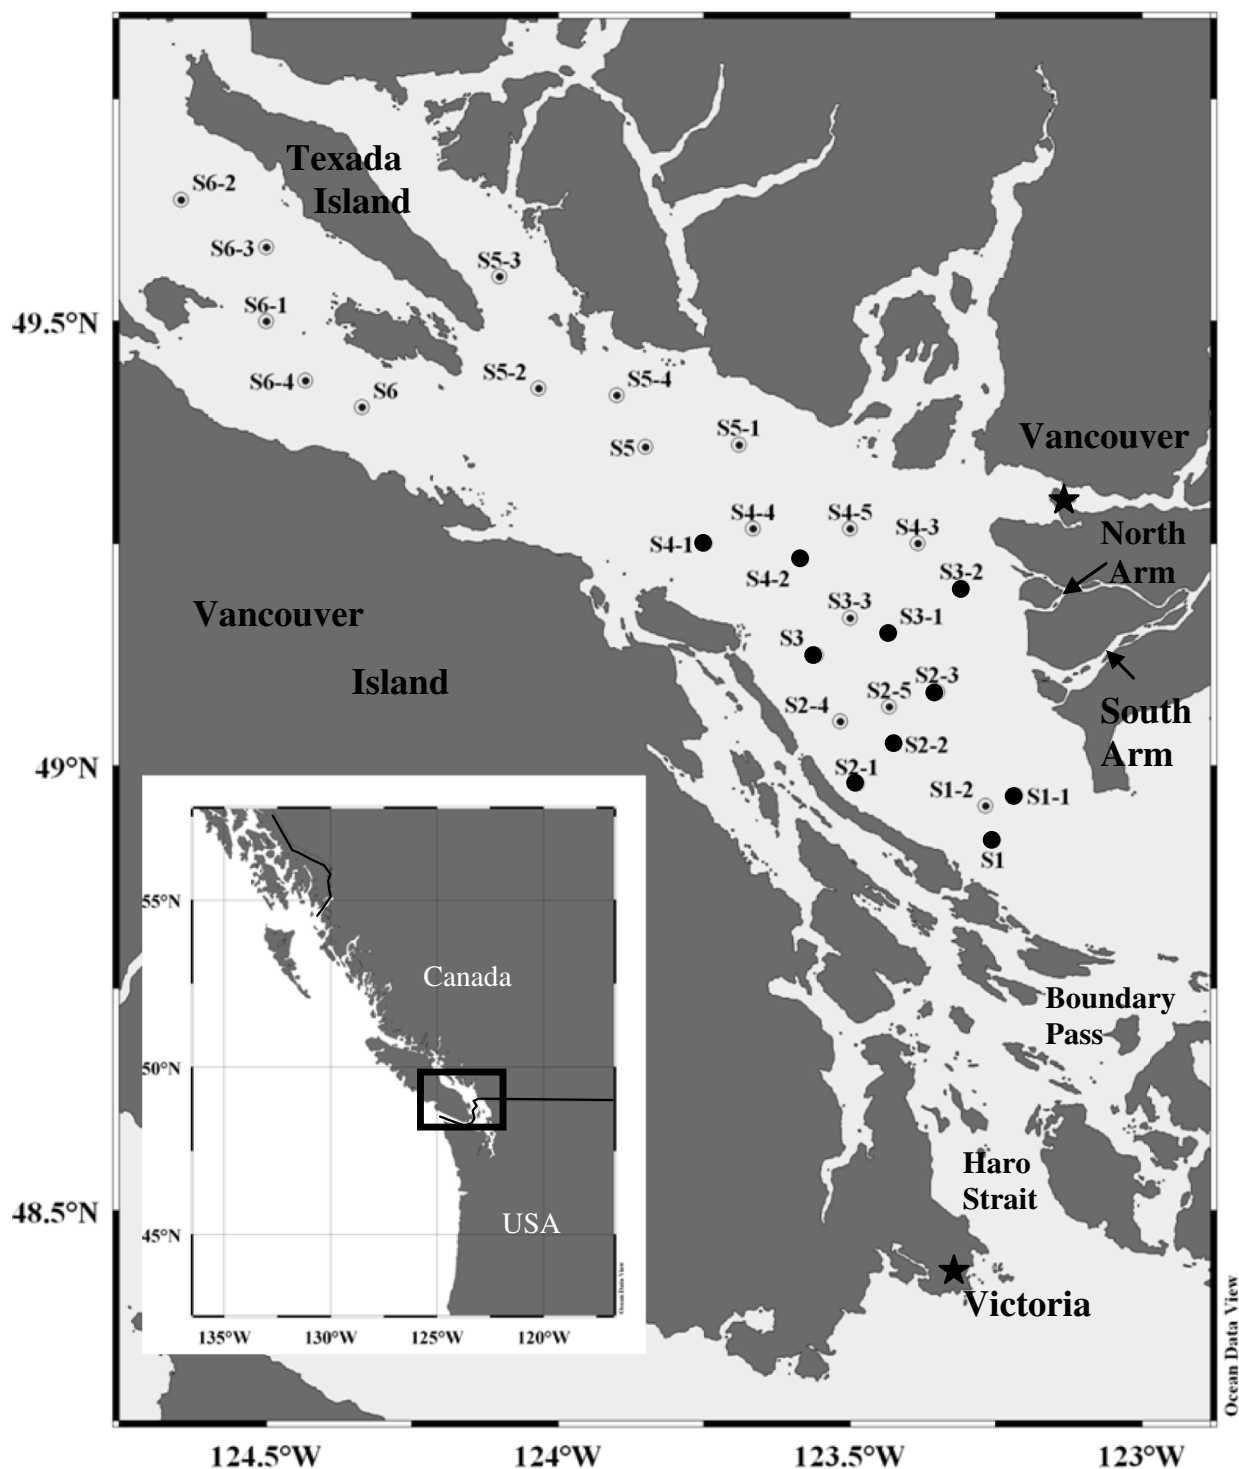 Texada
Island
S6-2
S6-3
S5-3
S6-1
49.5°N
S6-4
S6
S5-2
S5-4
S5
S5-1
Vancouver
S4-4
S4-5
S4-3
North
Arm
S4-1
S4-2
S3-2
S3-3
S3-1
Vancouver
Island
S3
S2-3
S2-5
S2-4
South
Arm
S2-2
49°N
S2-1
S1-2
S1-1
S1
55°N
Canada
Boundary
Pass
50°N
Haro
Strait
48.5°N
USA
45°N
Ocean Data View
135°W
130°W
125°W
120°W
Victoria
Ocean Data View
124.5°W
124°W
123.5°W
123°W